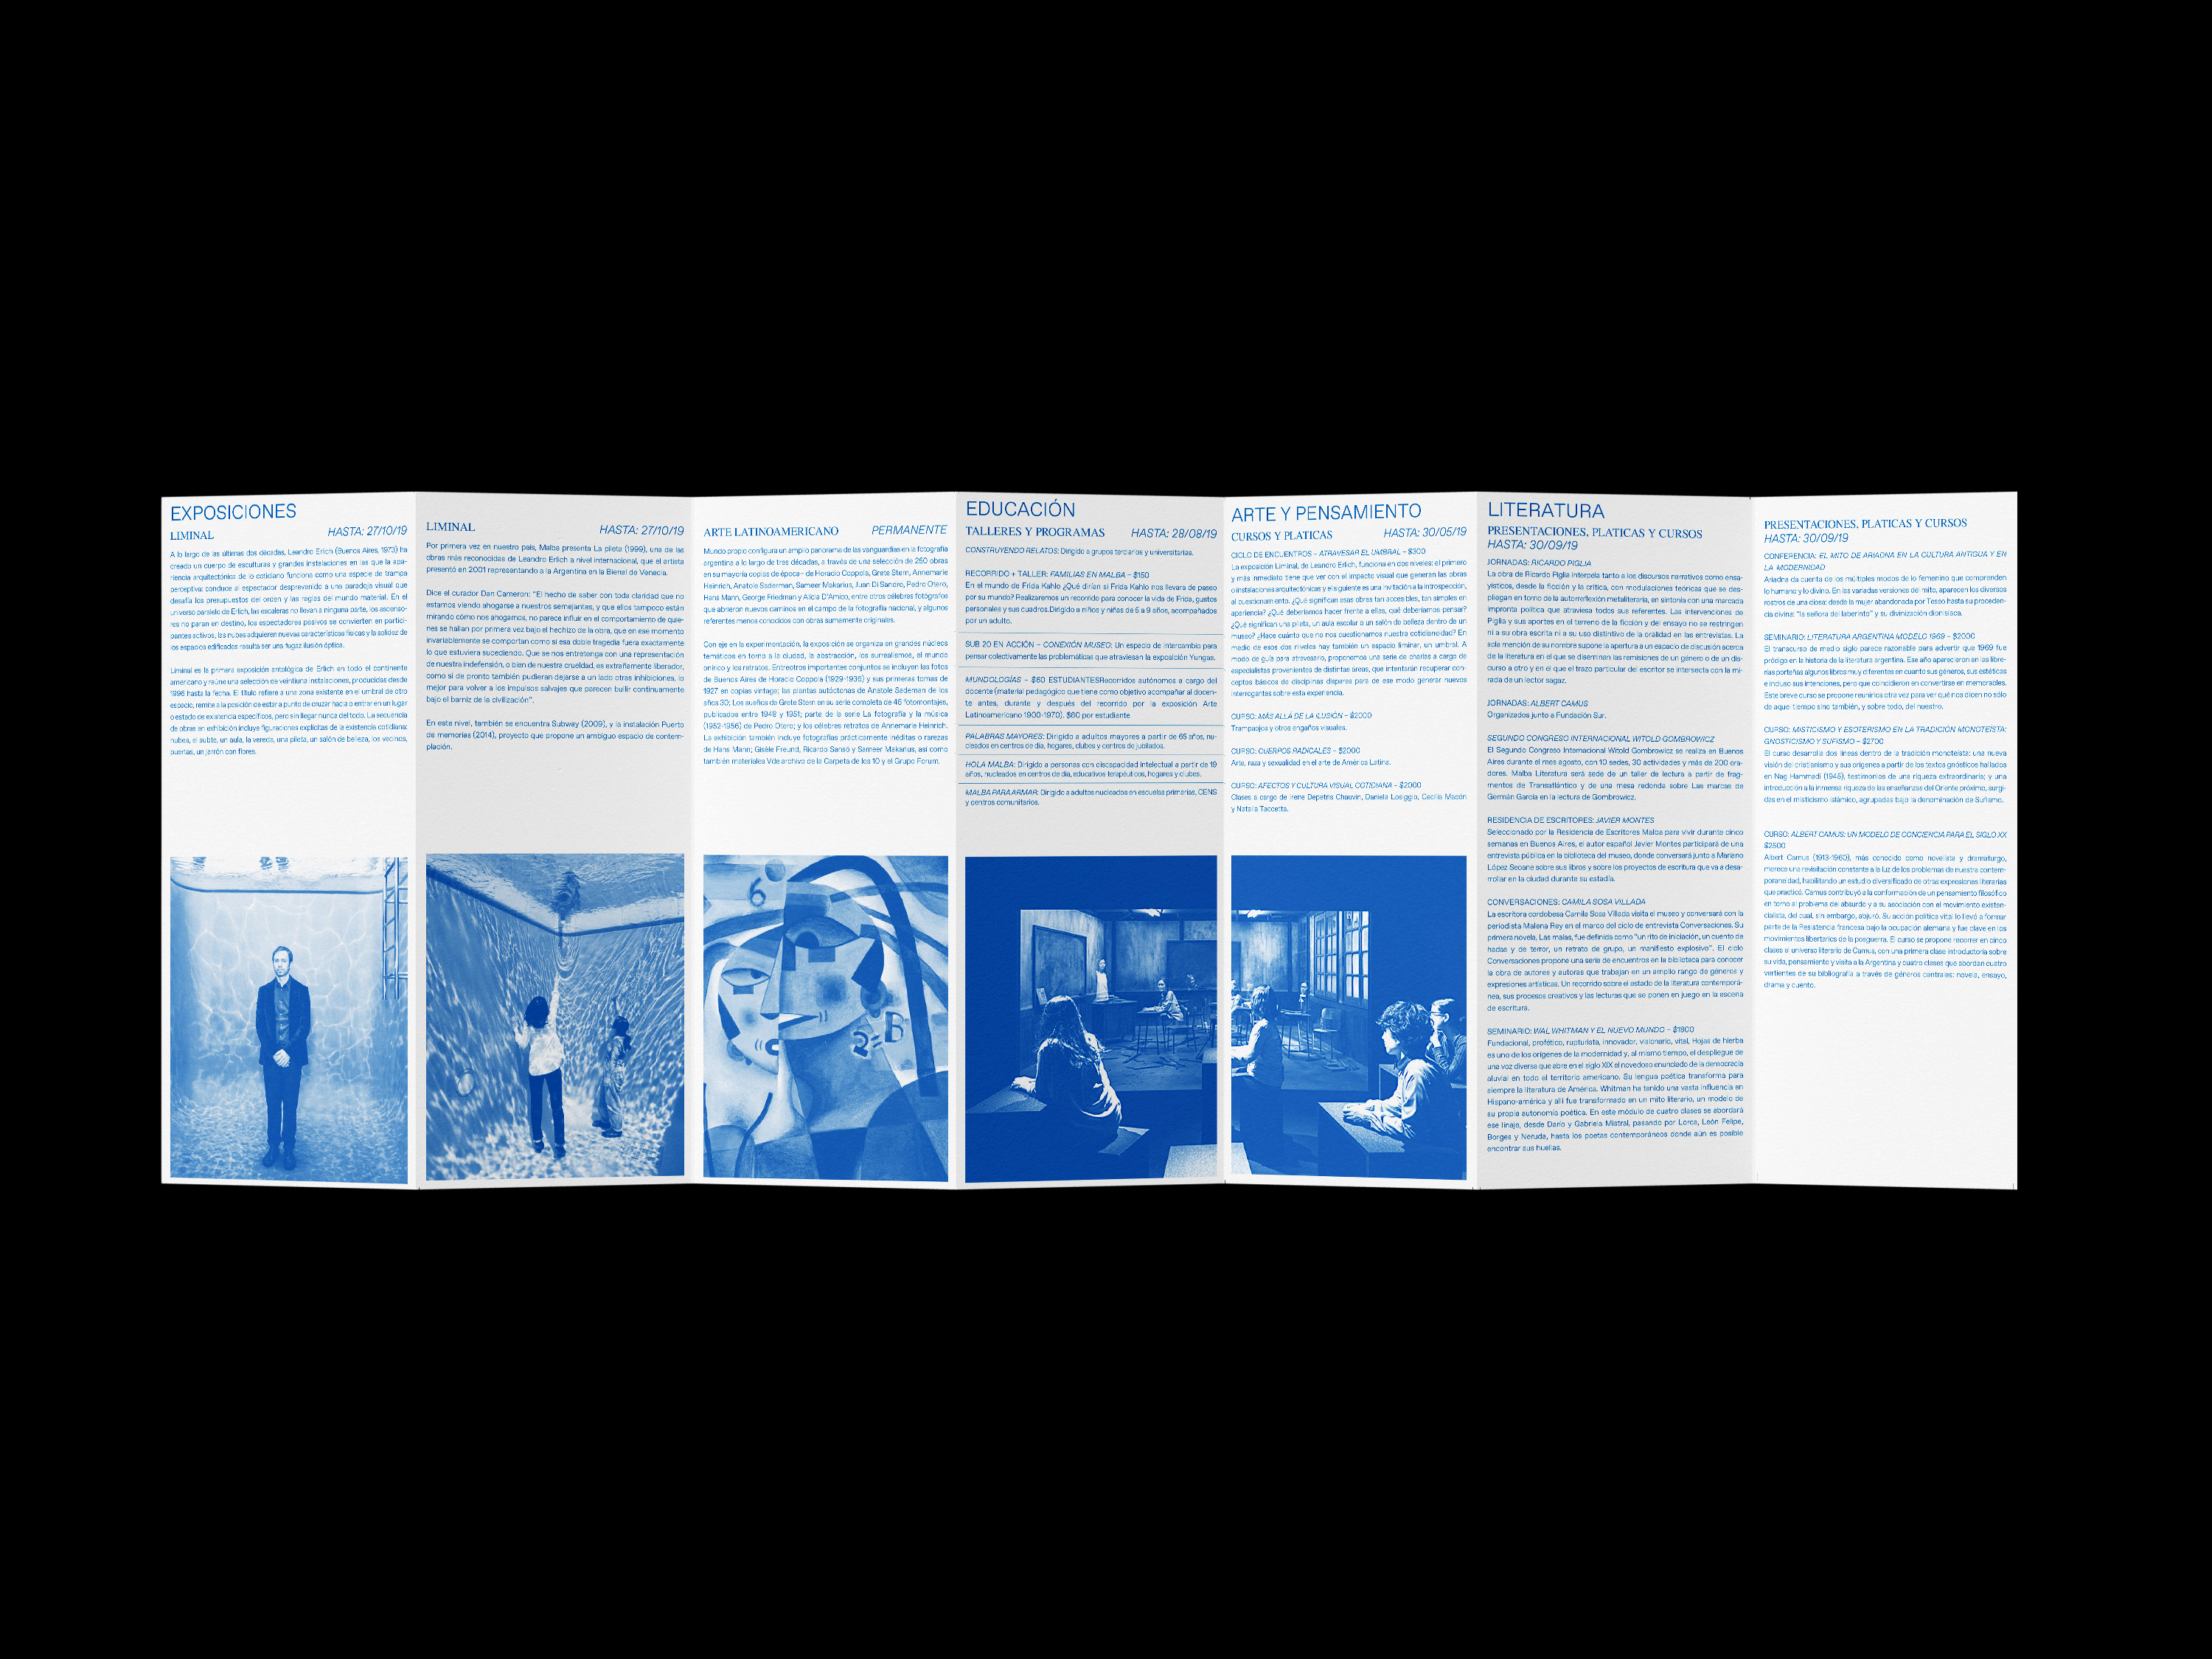 EXPOSICIONES
HASTA: 27/10/19
LIMINAL
A lo largo de las últimas dos décadas, Leandro Erlich (Buenos Aires, 1973) ha
creado un cuerpo de esculturas y grandes instalaciones en las que la apa-
riencia arquitectónica de lo cotidiano funciona como una especie de trampa
perceptiva: conduce al espectador desprevenido a una paradoja visual que
desafía los presupuestos del orden y las reglas del mundo material. En el
universo paralelo de Erlich, las escaleras no llevan a ninguna parte, los ascenso-
res no paran en destino, los espectadores pasivos se convierten en partici-
pantes activos, las nubes adquieren nuevas características físicas y la solidez de
los espacios edificados resulta ser una fugaz ilusión óptica.
Liminal es la primera exposición antológica de Erlich en todo el continente
americano y reúne una selección de veintiuna instalaciones, producidas desde
1996 hasta la fecha. El título refiere a una zona existente en el umbral de otro
espacio, remite a la posición de estar a punto de cruzar hacia o entrar en un lugar
o estado de existencia específicos, pero sin llegar nunca del todo. La secuencia
de obras en exhibición incluye figuraciones explícitas de la existencia cotidiana:
nubes, el subte, un aula, la vereda, una pileta, un salón de belleza, los vecinos,
puertas, un jarrón con flores.
LIMINAL
HASTA: 27/10/19
Por primera vez en nuestro país, Malba presenta La pileta (1999), una de las
obras más reconocidas de Leandro Erlich a nivel internacional, que el artista
presentó en 2001 representando a la Argentina en la Bienal de Venecia.
Dice el curador Dan Cameron: "El hecho de saber con toda claridad que no
estamos viendo ahogarse a nuestros semejantes, y que ellos tampoco están
mirando cómo nos ahogamos, no parece influir en el comportamiento de quie-
nes se hallan por primera vez bajo el hechizo de la obra, que en ese momento
invariablemente se comportan como si esa doble tragedia fuera exactamente
lo que estuviera sucediendo. Que se nos entretenga con una representación
de nuestra indefensión, o bien de nuestra crueldad, es extrañamente liberador,
como si de pronto también pudieran dejarse a un lado otras inhibiciones, lo
mejor para volver a los impulsos salvajes que parecen bullir continuamente
bajo el barniz de la civilización".
En este nivel, también se encuentra Subway (2009), y la instalación Puerto
de memorias (2014), proyecto que propone un ambiguo espacio de contem-
plación.
ARTE LATINOAMERICANO
PERMANENTE
Mundo propio configura un amplio panorama de las vanguardias en la fotografía
argentina a lo largo de tres décadas, a través de una selección de 250 obras
en su mayoría copias de época - de Horacio Coppola, Grete Stern, Annemarie
Heinrich, Anatole Saderman, Sameer Makarius, Juan Di Sandro, Pedro Otero,
Hans Mann, George Friedman y Alicia D'Amico, entre otros célebres fotógrafos
que abrieron nuevos caminos en el campo de la fotografía nacional, y algunos
referentes menos conocidos con obras sumamente originales.
Con eje en la experimentación, la exposición se organiza en grandes núcleos
temáticos en torno a la ciudad, la abstracción, los surrealismos, el mundo
onírico y los retratos. Entre otros importantes conjuntos se incluyen las fotos
de Buenos Aires de Horacio Coppola (1929-1936) y sus primeras tomas de
1927 en copias vintage; las plantas autóctonas de Anatole Sademan de los
años 30; Los sueños de Grete Stern en su serie completa de 46 fotomontajes,
publicados entre 1948 y 1951; parte de la serie La fotografía y la música
(1952-1956) de Pedro Otero; y los célebres retratos de Annemarie Heinrich.
La exhibición también incluye fotografías prácticamente inéditas o rarezas
de Hans Mann; Gisèle Freund, Ricardo Sansó y Sameer Makarius, así como
también materiales Vde archivo de la Carpeta de los 10 y el Grupo Forum.
EDUCACIÓN
TALLERES Y PROGRAMAS
HASTA: 28/08/19
CONSTRUYENDO RELATOS: Dirigido a grupos terciarios y universitarias.
RECORRIDO + TALLER: FAMILIAS EN MALBA – $150
En el mundo de Frida Kahlo ¿Qué dirían si Frida Kahlo nos llevara de paseo
por su mundo? Realizaremos un recorrido para conocer la vida de Frida, gustos
personales y sus cuadros.Dirigido a niños y niñas de 5 a 9 años, acompañados
por un adulto.
SUB 20 EN ACCIÓN – CONEXIÓN MUSEO: Un espacio de intercambio para
pensar colectivamente las problemáticas que atraviesan la exposición Yungas.
MUNDOLOGÍAS – $60 ESTUDIANTESRecorridos autónomos a cargo del
docente (material pedagógico que tiene como objetivo acompañar al docen-
te antes, durante y después del recorrido por la exposición Arte
Latinoamericano 1900-1970). $60 por estudiante
PALABRAS MAYORES: Dirigido a adultos mayores a partir de 65 años, nu-
cleados en centros de día, hogares, clubes y centros de jubilados.
HOLA MALBA: Dirigido a personas con discapacidad intelectual a partir de 19
años, nucleados en centros de día, educativos terapéuticos, hogares y clubes.
MALBA PARA ARMAR: Dirigido a adultos nucleados en escuelas primarias, CENS
y centros comunitarios.
ARTE Y PENSAMIENTO
CURSOS Y PLATICAS
HASTA: 30/05/19
CICLO DE ENCUENTROS – ATRAVESAR EL UMBRAL – $300
La exposición Liminal, de Leandro Erlich, funciona en dos niveles: el primero
y más inmediato tiene que ver con el impacto visual que generan las obras
o instalaciones arquitectónicas y el siguiente es una invitación a la introspección,
al cuestionamiento. ¿Qué significan esas obras tan accesibles, tan simples en
apariencia? ¿Qué deberíamos hacer frente a ellas, qué deberíamos pensar?
¿Qué significan una pileta, un aula escolar o un salón de belleza dentro de un
museo? ¿Hace cuánto que no nos cuestionamos nuestra cotidianeidad? En
medio de esos dos niveles hay también un espacio liminar, un umbral. A
modo de guía para atravesarlo, proponemos una serie de charlas a cargo de
especialistas provenientes de distintas áreas, que intentarán recuperar con-
ceptos básicos de disciplinas dispares para de ese modo generar nuevos
interrogantes sobre esta experiencia.
CURSO: MÁS ALLÁ DE LA ILUSIÓN – $2000
Trampaojos y otros engaños visuales.
CURSO: CUERPOS RADICALES – $2000
Arte, raza y sexualidad en el arte de América Latina.
CURSO: AFECTOS Y CULTURA VISUAL COTIDIANA – $2000
Clases a cargo de Irene Depetris Chauvin, Daniela Losiggio, Cecilia Macón
y Natalia Taccetta.
LITERATURA
PRESENTACIONES, PLATICAS Y CURSOS
HASTA: 30/09/19
JORNADAS: RICARDO PIGLIA
La obra de Ricardo Piglia interpela tanto a los discursos narrativos como ensa-
yísticos, desde la ficción y la crítica, con modulaciones teóricas que se des-
pliegan en torno de la autorreflexión metaliteraria, en sintonía con una marcada
impronta política que atraviesa todos sus referentes. Las intervenciones de
Piglia y sus aportes en el terreno de la ficción y del ensayo no se restringen
ni a su obra escrita ni a su uso distintivo de la oralidad en las entrevistas. La
sola mención de su nombre supone la apertura a un espacio de discusión acerca
de la literatura en el que se diseminan las remisiones de un género o de un dis-
curso a otro y en el que el trazo particular del escritor se intersecta con la mi-
rada de un lector sagaz.
JORNADAS: ALBERT CAMUS
Organizados junto a Fundación Sur.
SEGUNDO CONGRESO INTERNACIONAL WITOLD GOMBROWICZ
El Segundo Congreso Internacional Witold Gombrowicz se realiza en Buenos
Aires durante el mes agosto, con 10 sedes, 30 actividades y más de 200 ora-
dores. Malba Literatura será sede de un taller de lectura a partir de frag-
mentos de Transatlántico y de una mesa redonda sobre Las marcas de
Germán García en la lectura de Gombrowicz.
RESIDENCIA DE ESCRITORES: JAVIER MONTES
Seleccionado por la Residencia de Escritores Malba para vivir durante cinco
semanas en Buenos Aires, el autor español Javier Montes participará de una
entrevista pública en la biblioteca del museo, donde conversará junto a Mariano
López Seoane sobre sus libros y sobre los proyectos de escritura que va a desa-
rrollar en la ciudad durante su estadía.
CONVERSACIONES: CAMILA SOSA VILLADA
La escritora cordobesa Camila Sosa Villada visita el museo y conversará con la
periodista Malena Rey en el marco del ciclo de entrevista Conversaciones. Su
primera novela, Las malas, fue definida como "un rito de iniciación, un cuento de
hadas y de terror, un retrato de grupo, un manifiesto explosivo". El ciclo
Conversaciones propone una serie de encuentros en la biblioteca para conocer
la obra de autores y autoras que trabajan en un amplio rango de géneros y
expresiones artísticas. Un recorrido sobre el estado de la literatura contemporá-
nea, sus procesos creativos y las lecturas que se ponen en juego en la escena
de escritura.
SEMINARIO: WAL WHITMAN Y EL NUEVO MUNDO – $1800
Fundacional, profético, rupturista, innovador, visionario, vital, Hojas de hierba
es uno de los orígenes de la modernidad y, al mismo tiempo, el despliegue de
una voz diversa que abre en el siglo XIX el novedoso enunciado de la democracia
aluvial en todo el territorio americano. Su lengua poética transforma para
siempre la literatura de América. Whitman ha tenido una vasta influencia en
Hispano-américa y allí fue transformado en un mito literario, un modelo de
su propia autonomía poética. En este módulo de cuatro clases se abordará
ese linaje, desde Darío y Gabriela Mistral, pasando por Lorca, León Felipe,
Borges y Neruda, hasta los poetas contemporáneos donde aún es posible
encontrar sus huellas.
PRESENTACIONES, PLATICAS Y CURSOS
HASTA: 30/09/19
CONFERENCIA: EL MITO DE ARIADNA EN LA CULTURA ANTIGUA Y EN
LA MODERNIDAD
Ariadna da cuenta de los múltiples modos de lo femenino que comprenden
lo humano y lo divino. En las variadas versiones del mito, aparecen los diversos
rostros de una diosa: desde la mujer abandonada por Teseo hasta su proceden-
cia divina: "la señora del laberinto" y su divinización dionisíaca.
SEMINARIO: LITERATURA ARGENTINA MODELO 1969 – $2000
El transcurso de medio siglo parece razonable para advertir que 1969 fue
pródigo en la historia de la literatura argentina. Ese año aparecieron en las libre-
rías porteñas algunos libros muy diferentes en cuanto sus géneros, sus estéticas
e incluso sus intenciones, pero que coincidieron en convertirse en memorables.
Este breve curso se propone reunirlos otra vez para ver qué nos dicen no sólo
de aquel tiempo sino también, y sobre todo, del nuestro.
CURSO: MISTICISMO Y ESOTERISMO EN LA TRADICIÓN MONOTEÍSTA:
GNOSTICISMO Y SUFISMO – $2700
El curso desarrolla dos líneas dentro de la tradición monoteísta: una nueva
visión del cristianismo y sus orígenes a partir de los textos gnósticos hallados
en Nag Hammadi (1945), testimonios de una riqueza extraordinaria; y una
introducción a la inmensa riqueza de las enseñanzas del Oriente próximo, surgi-
das en el misticismo islámico, agrupadas bajo la denominación de Sufismo.
CURSO: ALBERT CAMUS: UN MODELO DE CONCIENCIA PARA EL SIGLO XX
$2500
Albert Camus (1913-1960), más conocido como novelista y dramaturgo,
merece una revisitación constante a la luz de los problemas de nuestra contem-
poraneidad, habilitando un estudio diversificado de otras expresiones literarias
que practicó. Camus contribuyó a la conformación de un pensamiento filosófico
en torno al problema del absurdo y a su asociación con el movimiento existen-
cialista, del cual, sin embargo, abjuró. Su acción política vital lo llevó a formar
parte de la Resistencia francesa bajo la ocupación alemana y fue clave en los
movimientos libertarios de la posguerra. El curso se propone recorrer en cinco
clases al universo literario de Camus, con una primera clase introductoria sobre
su vida, pensamiento y visita a la Argentina y cuatro clases que abordan cuatro
vertientes de su bibliografía a través de géneros centrales: novela, ensayo,
drama y cuento.
6
2
B